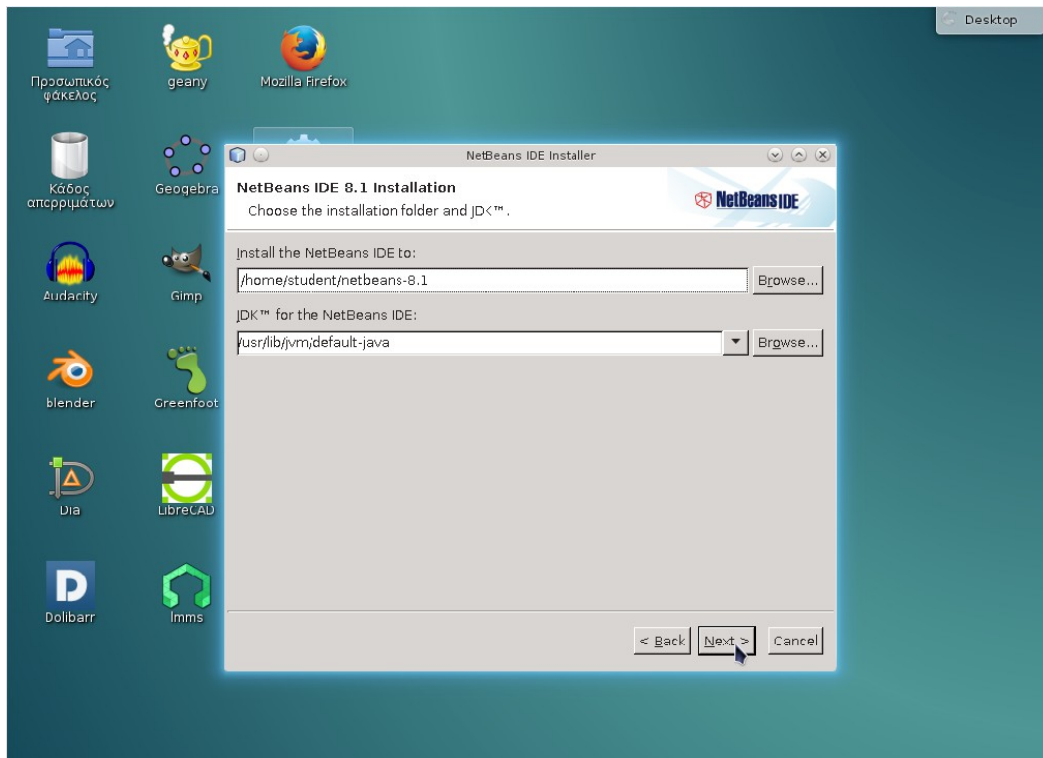 Desktop
Προσωπικός
φάκελος
geany
Mozilla Firefox
Κάδος
απορριμάτων
Geogebra
Audacity
Gimp
blender
Greenfoot
Dia
LibreCAD
Dolibarr
lmms
NetBeans IDE Installer
NetBeans IDE 8.1 Installation
Choose the installation folder and JDK™.
NetBeans IDE
Install the NetBeans IDE to:
/home/student/netbeans-8.1
Browse...
JDK™ for the NetBeans IDE:
/usr/lib/jvm/default-java
Browse...
< Back
Next >
Cancel